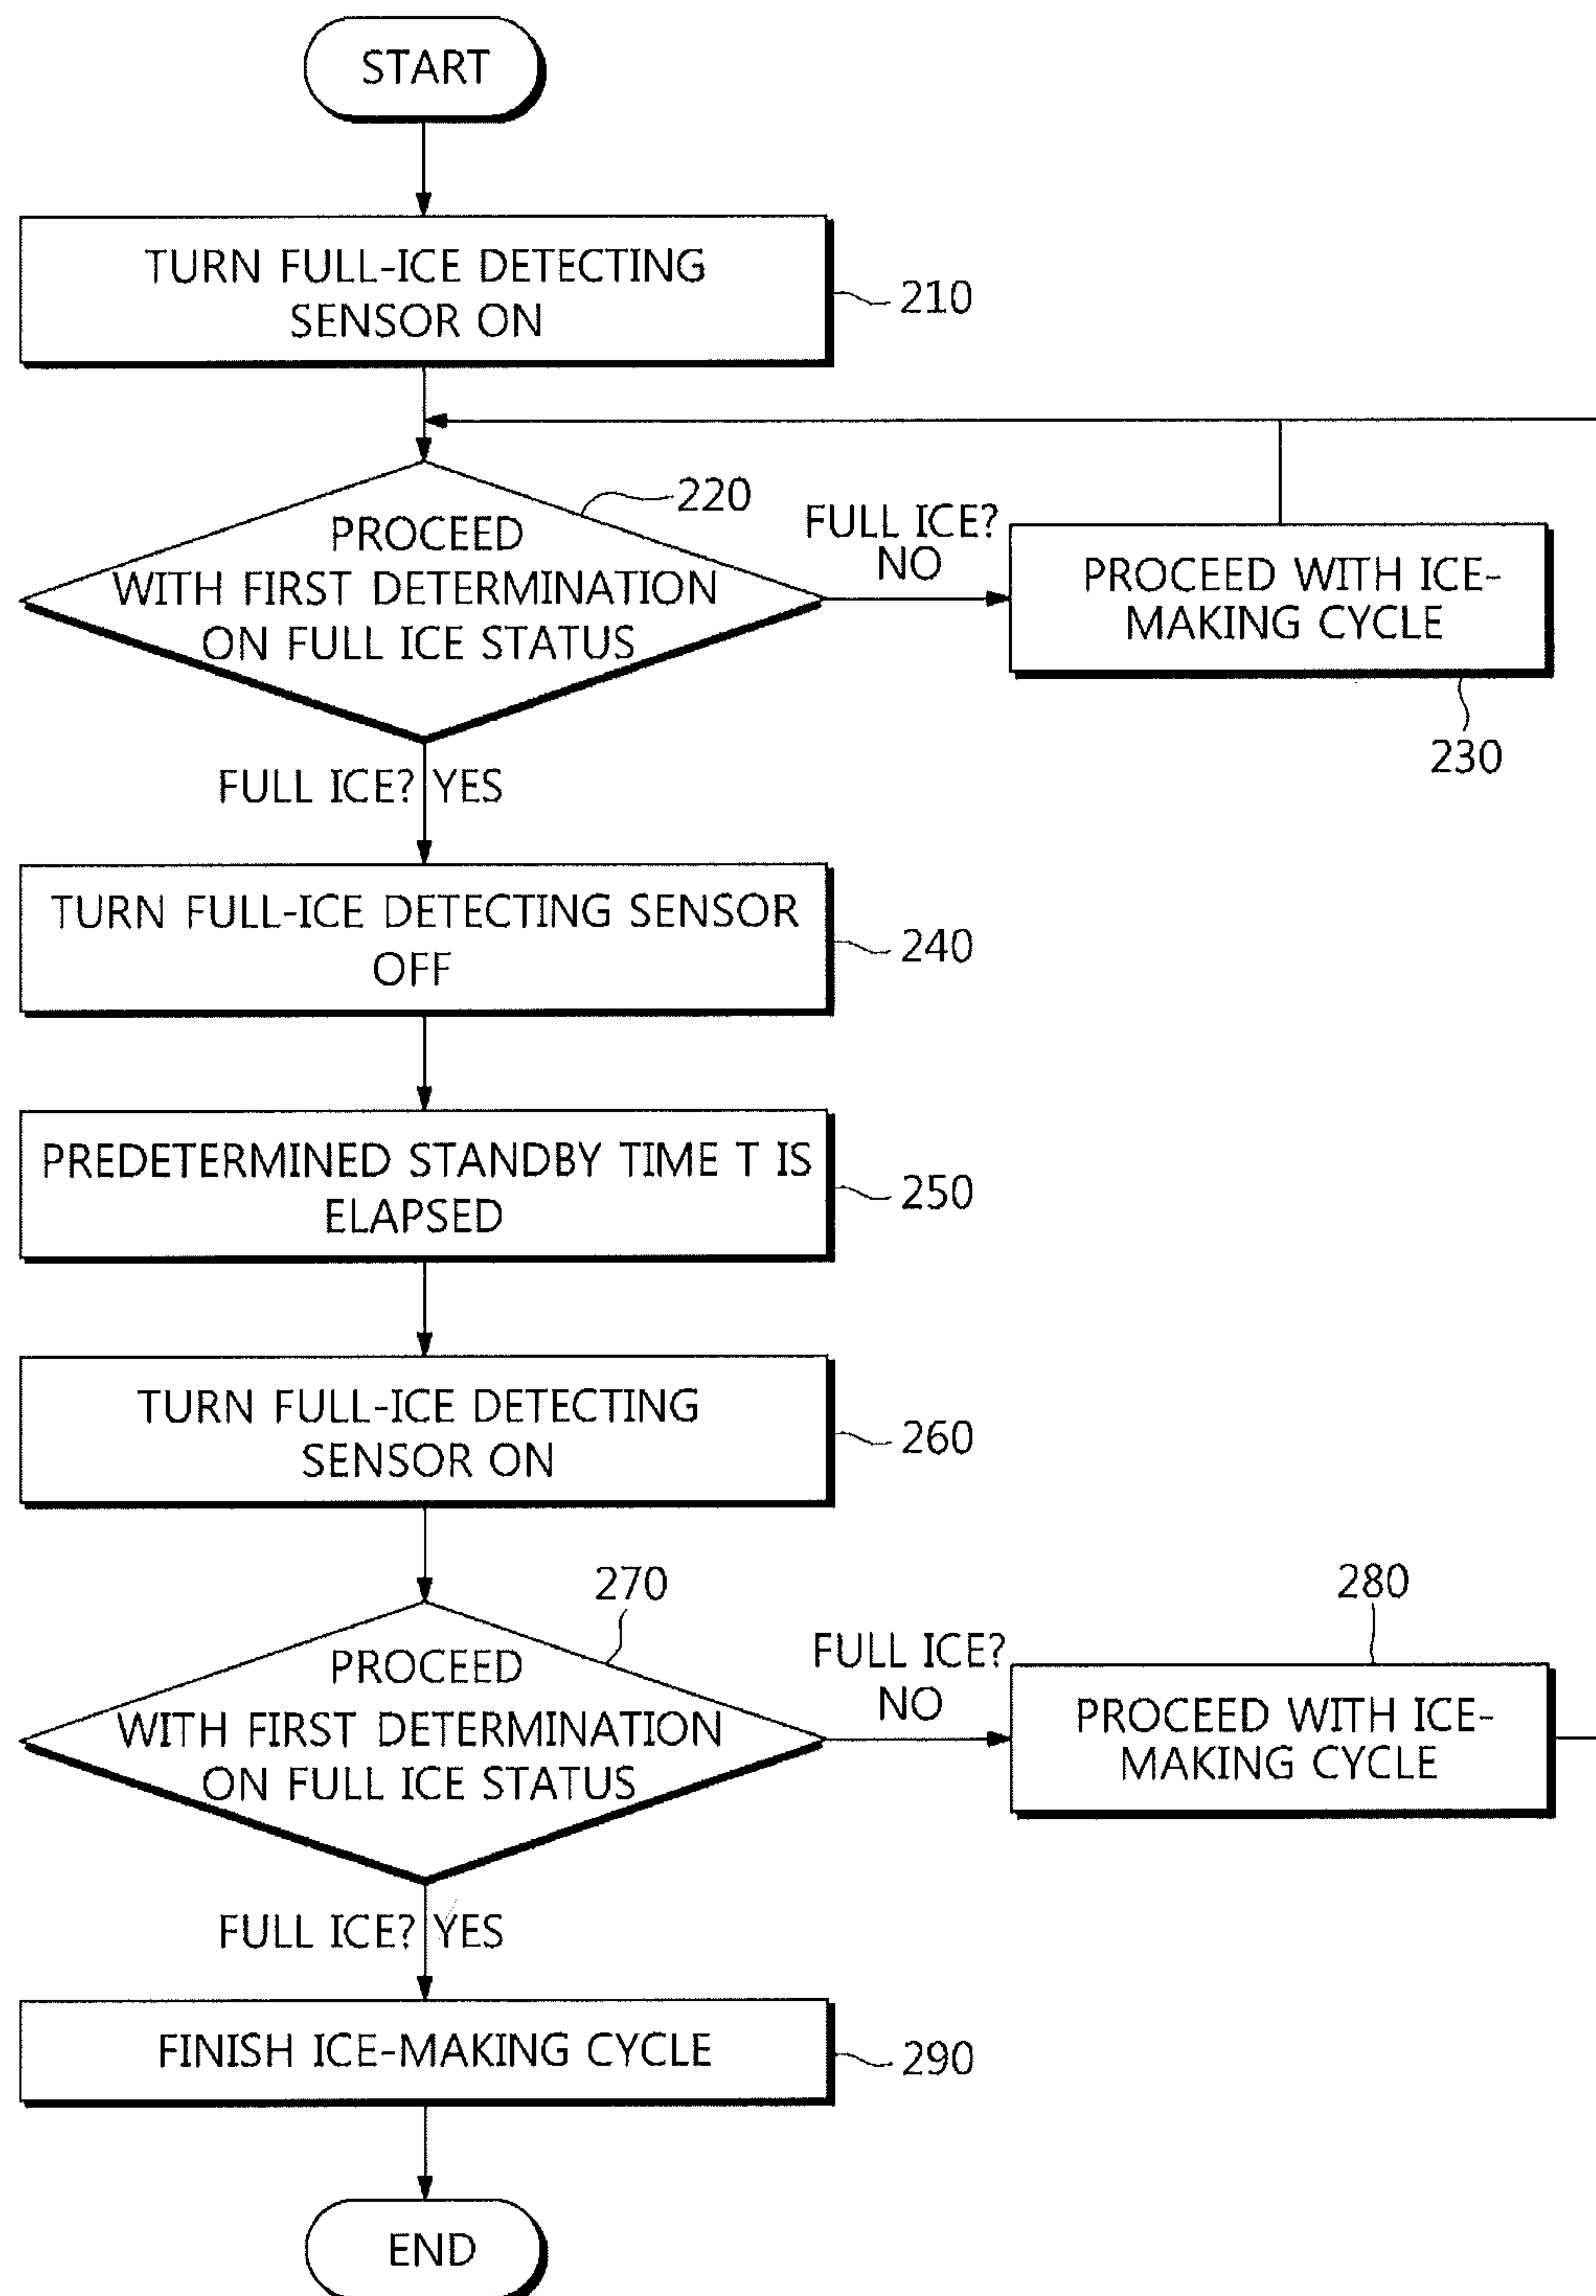 START
TURN FULL-ICE DETECTING
SENSOR ON
210
220
PROCEED
WITH FIRST DETERMINATION
ON FULL ICE STATUS
FULL ICE?
NO
PROCEED WITH ICE-
MAKING CYCLE
230
FULL ICE? YES
TURN FULL-ICE DETECTING SENSOR
OFF
240
PREDETERMINED STANDBY TIME T IS
ELAPSED
250
TURN FULL-ICE DETECTING
SENSOR ON
260
270
PROCEED
WITH FIRST DETERMINATION
ON FULL ICE STATUS
FULL ICE?
NO
280
PROCEED WITH ICE-
MAKING CYCLE
FULL ICE? YES
FINISH ICE-MAKING CYCLE
290
END